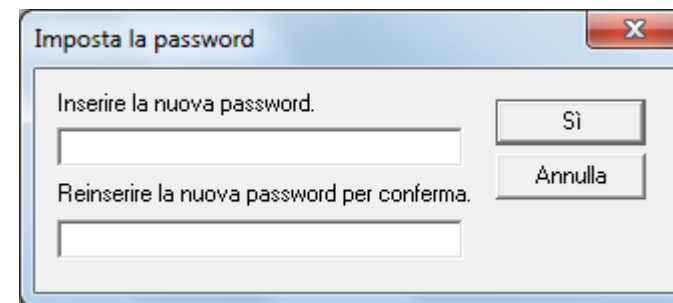 Imposta la password
Inserire la nuova password.
Sì
Annulla
Reinserire la nuova password per conferma.